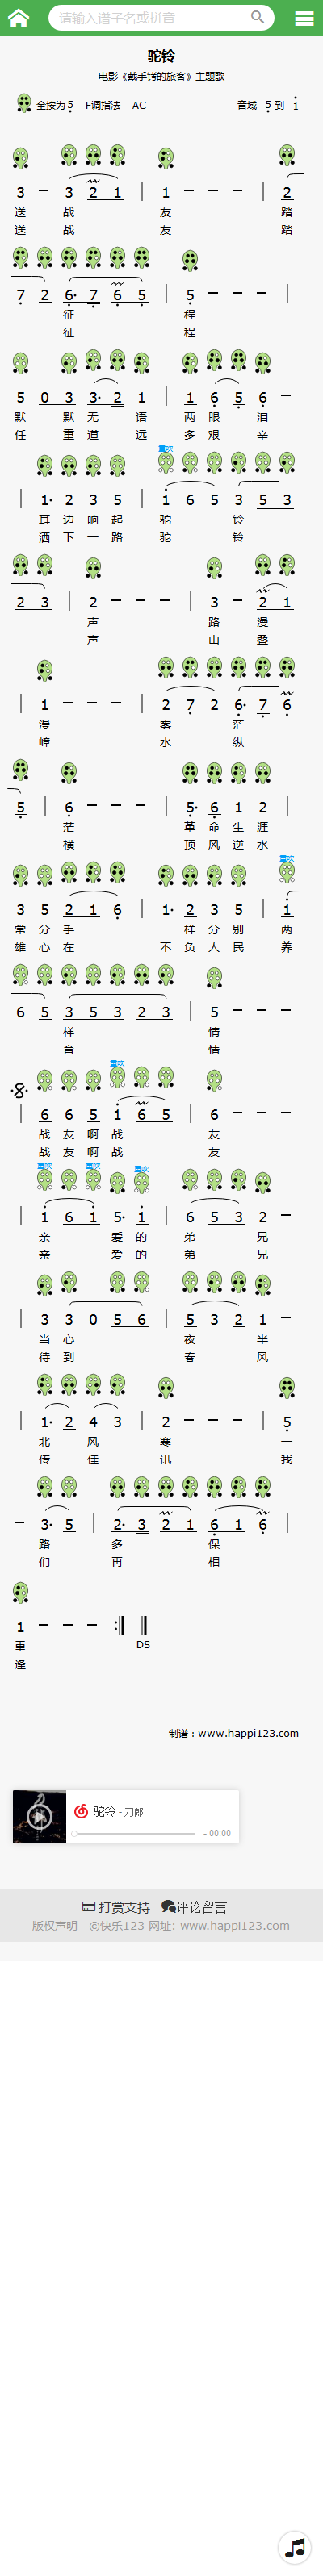 请输入谱子名或拼音
驼铃
电影《戴手铐的旅客》主题歌
全按为5 F调指法 AC 音域 5 到 1
3 - 3 2 1 | 1 - - - | 2
送 战 友 踏
送 战 友 踏
7 2 6· 7 6 5 | 5 - - - |
征 程
征 程
5 0 3 3· 2 1 | 1 6 5 6 -
默 默 无 语 两 眼 泪
任 重 道 远 多 艰 辛
| 1· 2 3 5 | 1 6 5 3 5 3
耳 边 响 起 驼 铃
洒 下 一 路 驼 铃
2 3 | 2 - - - | 3 - 2 1
声 路 漫
声 山 叠
| 1 - - - | 2 7 2 6· 7 6
漫 雾 茫
嶂 水 纵
5 | 6 - - - | 5· 6 1 2 |
茫 革 命 生 涯
横 顶 风 逆 水
3 5 2 1 6 | 1· 2 3 5 | 1
常 分 手 一 样 分 别 两
雄 心 在 不 负 人 民 养
6 5 3 5 3 2 3 | 5 - - -
样 情
育 情
| 6 6 5 1 6 5 | 6 - - -
战 友 啊 战 友
战 友 啊 战 友
| 1 6 1 5· 1 | 6 5 3 2 -
亲 爱 的 弟 兄
亲 爱 的 弟 兄
| 3 3 0 5 6 | 5 3 2 1 -
当 心 夜 半
待 到 春 风
| 1· 2 4 3 | 2 - - - | 5
北 风 寒 一
传 佳 讯 我
- 3· 5 | 2· 3 2 1 6 1 6 |
路 多 保
们 再 相
1 - - - :| |
重 DS
逢
制谱：www.happi123.com
驼铃 - 刀郎
- 00:00
打赏支持 评论留言
版权声明 ©快乐123 网址: www.happi123.com